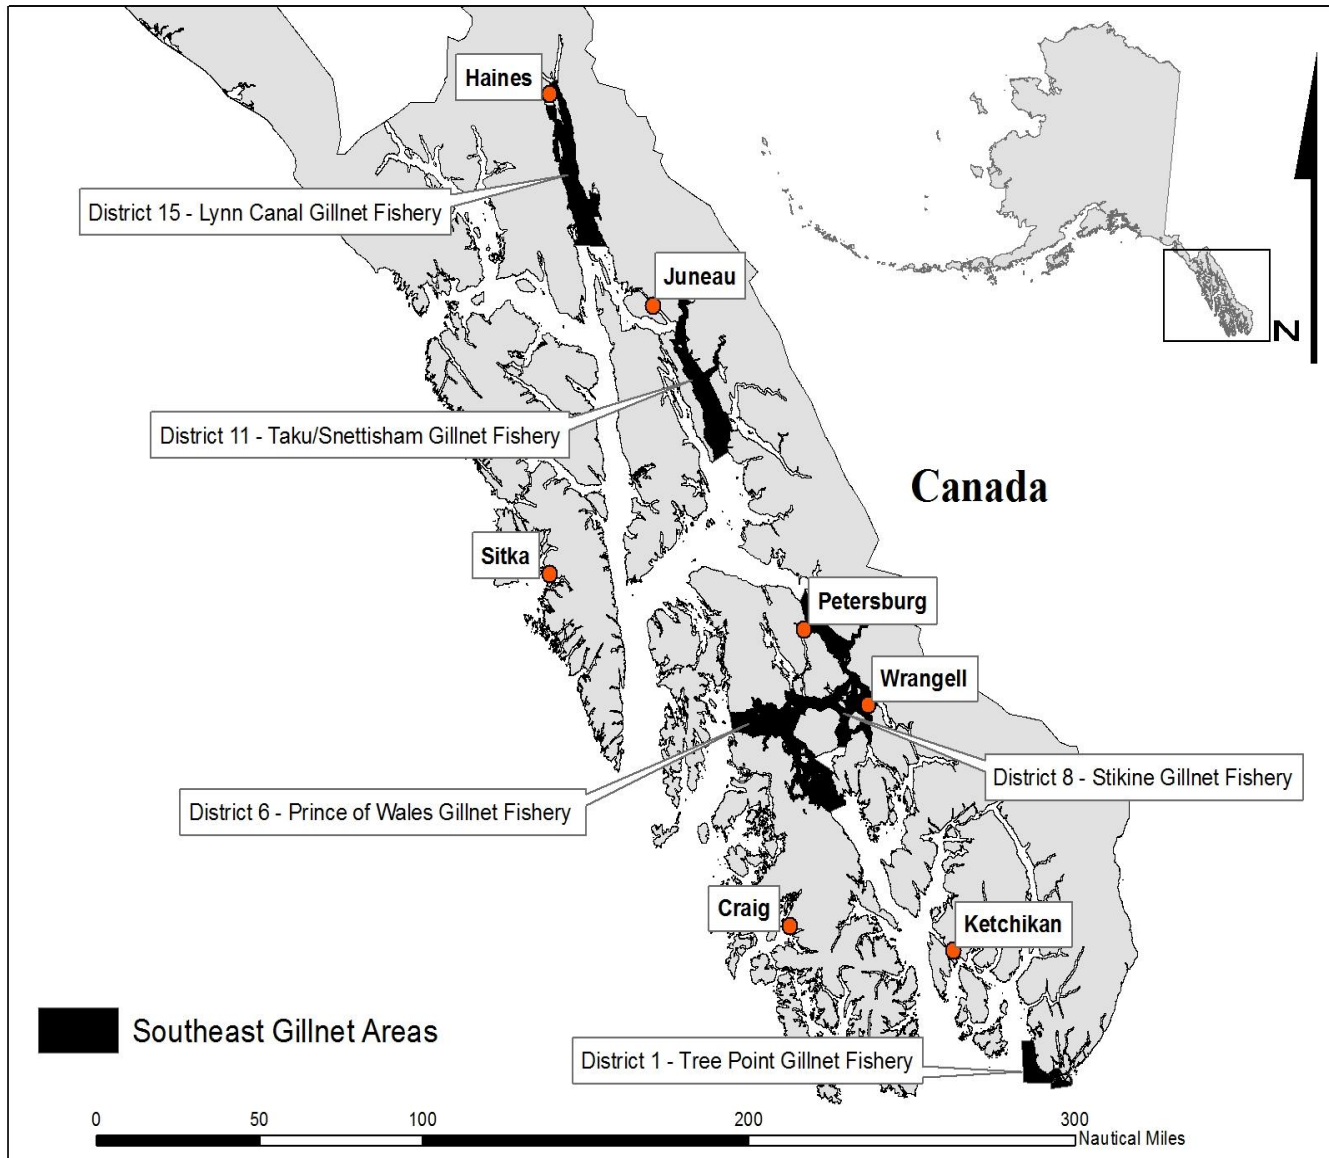 Haines
District 15 - Lynn Canal Gillnet Fishery
Juneau
N
District 11 - Taku/Snettisham Gillnet Fishery
Canada
Sitka
Petersburg
Wrangell
District 8 - Stikine Gillnet Fishery
District 6 - Prince of Wales Gillnet Fishery
Craig
Ketchikan
Southeast Gillnet Areas
District 1 - Tree Point Gillnet Fishery
0 50 100 200 300
Nautical Miles